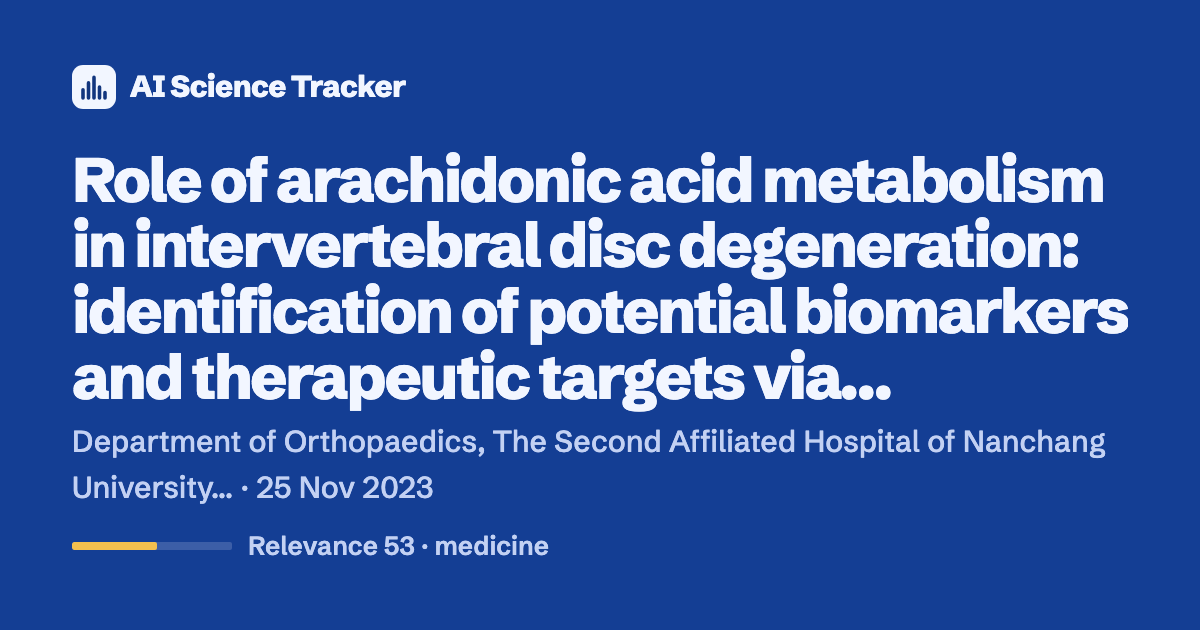 AI Science Tracker
Role of arachidonic acid metabolism
in intervertebral disc degeneration:
identification of potential biomarkers
and therapeutic targets via...
Department of Orthopaedics, The Second Affiliated Hospital of Nanchang
University... · 25 Nov 2023
Relevance 53 · medicine